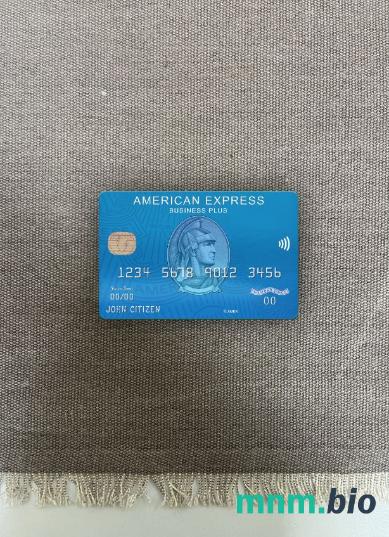 AMERICAN EXPRESS
BUSINESS PLUS
1234 5678 9012 3456
00/00
00
JOHN CITIZEN
mnm.bio